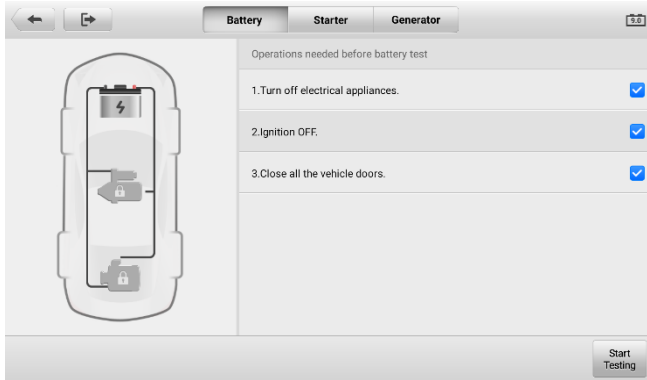 Battery Starter Generator 9.0
Operations needed before battery test
1.Turn off electrical appliances.
2.Ignition OFF.
3.Close all the vehicle doors.
Start
Testing